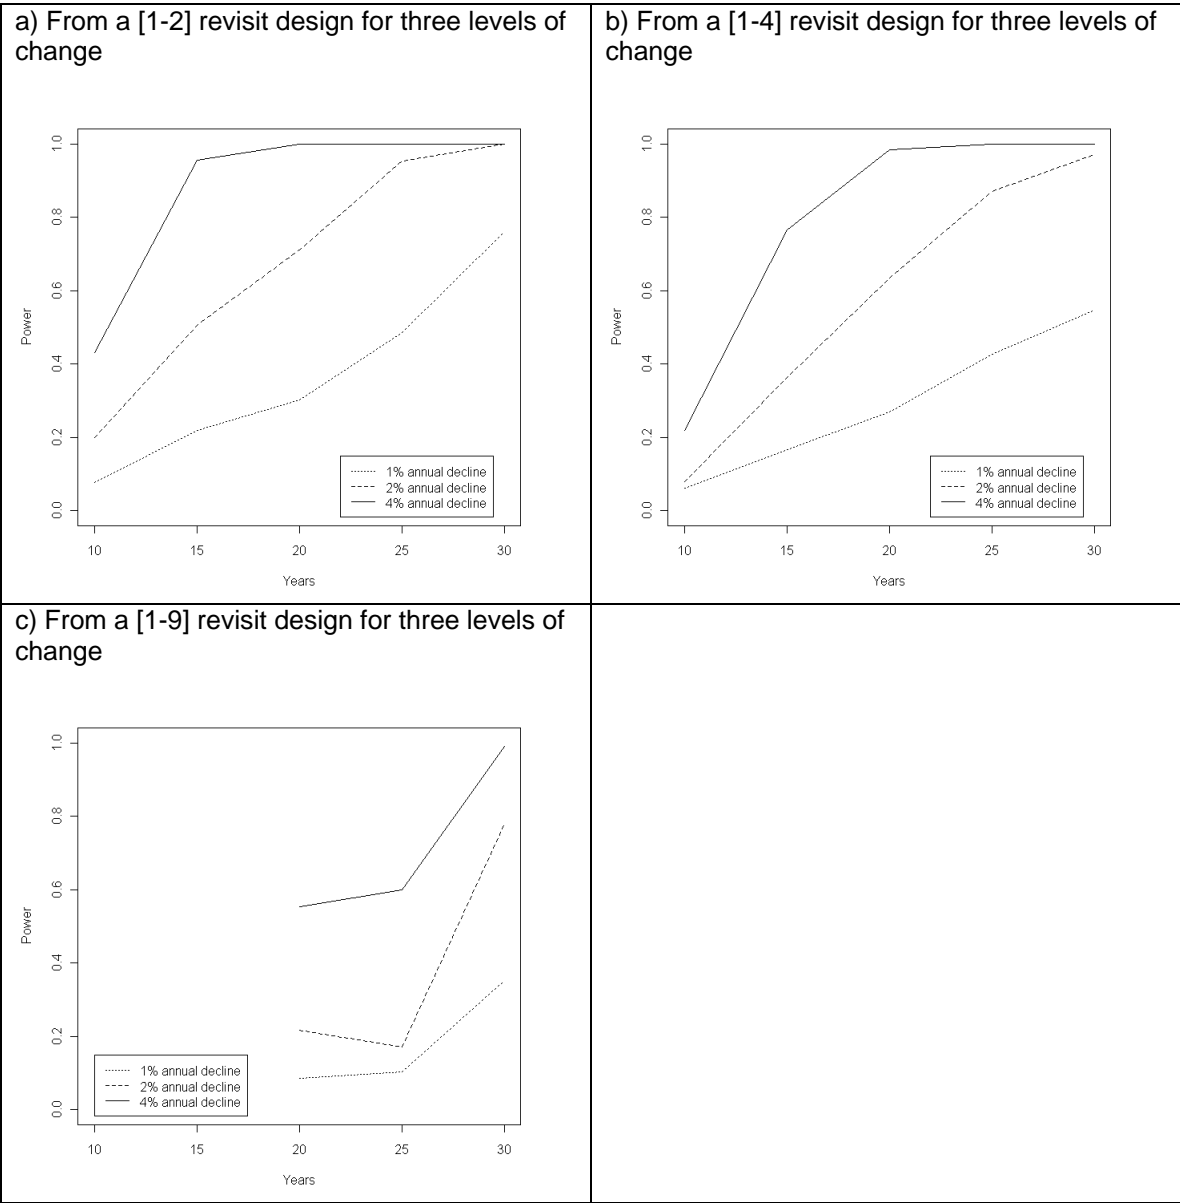 a) From a [1-2] revisit design for three levels of
change
1.0
0.8
0.6
0.4
0.2
0.0
Power
1% annual decline
2% annual decline
4% annual decline
10 15 20 25 30
Years
b) From a [1-4] revisit design for three levels of
change
1.0
0.8
0.6
0.4
0.2
0.0
Power
1% annual decline
2% annual decline
4% annual decline
10 15 20 25 30
Years
c) From a [1-9] revisit design for three levels of
change
1.0
0.8
0.6
0.4
0.2
0.0
Power
1% annual decline
2% annual decline
4% annual decline
10 15 20 25 30
Years